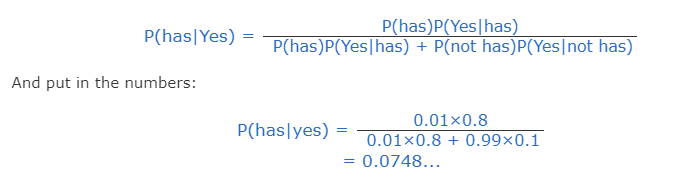 P(has|Yes) = P(has)P(Yes|has) / P(has)P(Yes|has) + P(not has)P(Yes|not has)
And put in the numbers:
P(has|yes) = 0.01×0.8 / 0.01×0.8 + 0.99×0.1
= 0.0748...